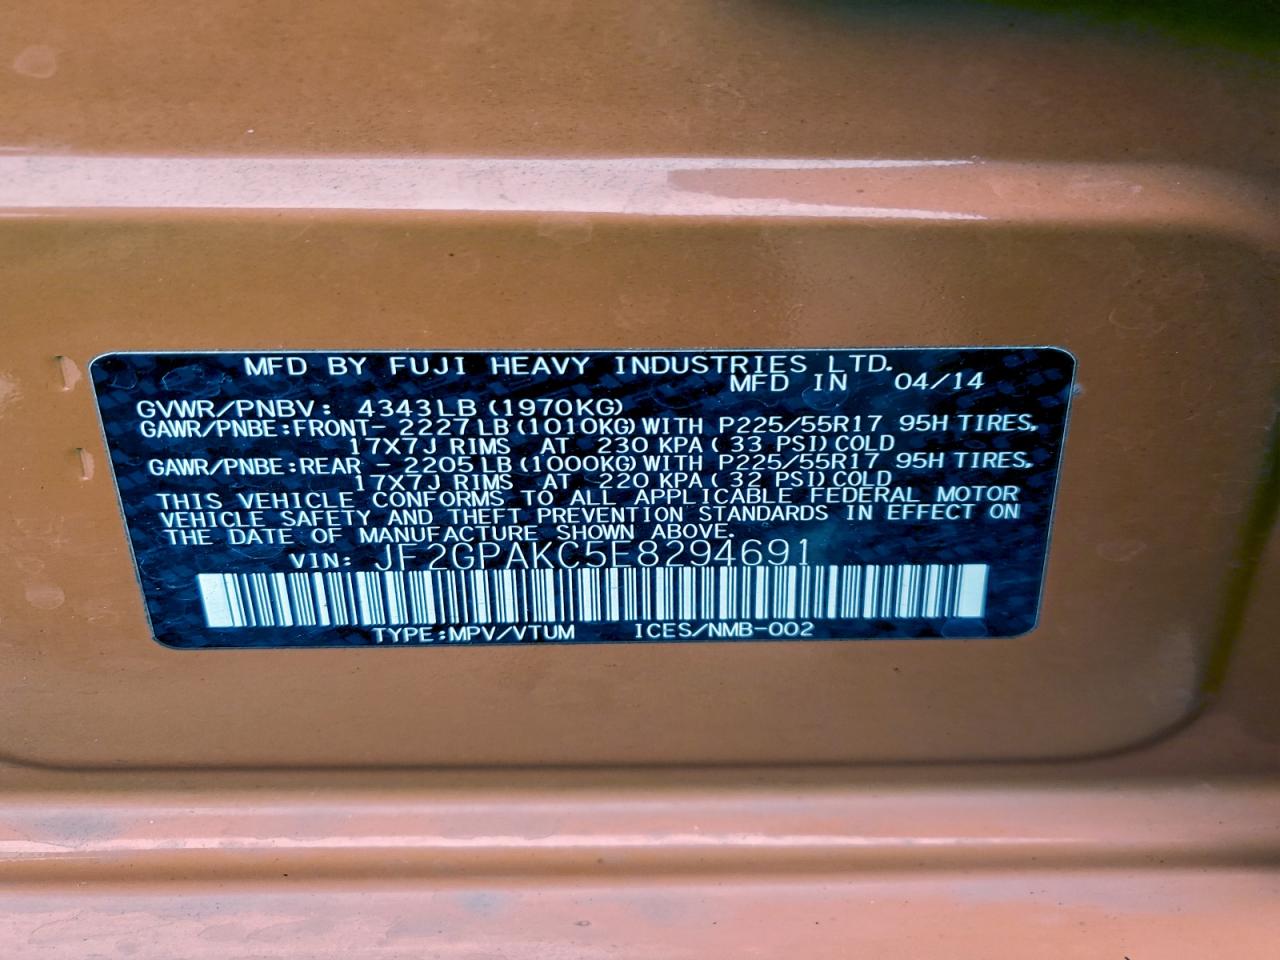 MFD BY FUJI HEAVY INDUSTRIES LTD.
MFD IN 04/14
GVWR/PNBV: 4343LB (1970KG)
GAWR/PNBE:FRONT- 2227LB (1010KG) WITH P225/55R17 95H TIRES,
17X7J RIMS AT 230 KPA ( 33 PSI) COLD
GAWR/PNBE:REAR - 2205LB (1000KG) WITH P225/55R17 95H TIRES,
17X7J RIMS AT 220 KPA ( 32 PSI) COLD
THIS VEHICLE CONFORMS TO ALL APPLICABLE FEDERAL MOTOR
VEHICLE SAFETY AND THEFT PREVENTION STANDARDS IN EFFECT ON
THE DATE OF MANUFACTURE SHOWN ABOVE.
VIN: JF2GPAKC5E8294691
TYPE:MPV/VTUM ICES/NMB-002